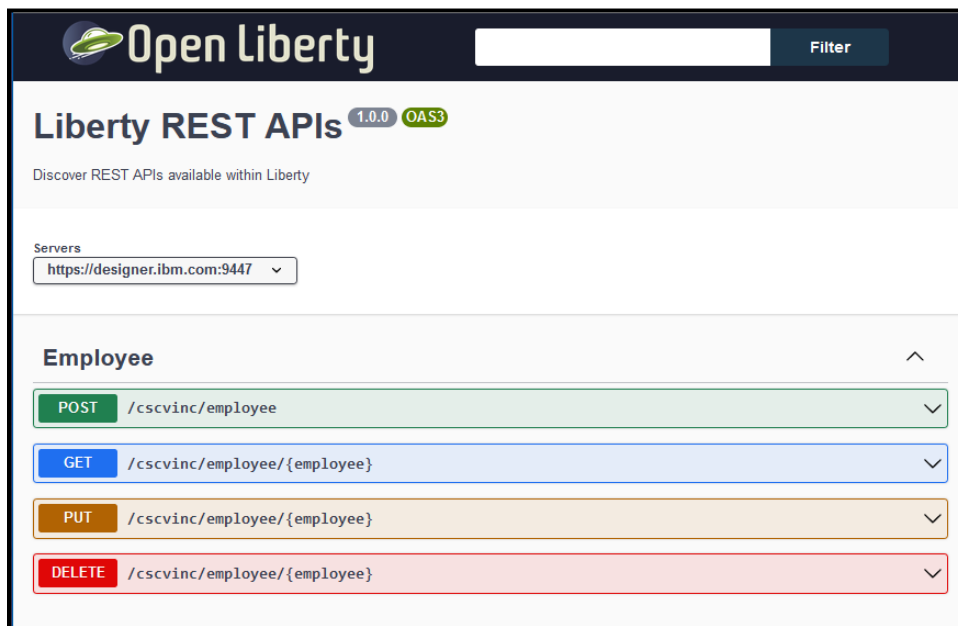 Open Liberty
Filter
Liberty REST APIs 1.0.0 OAS3
Discover REST APIs available within Liberty
Servers
https://designer.ibm.com:9447
Employee
POST /cscvinc/employee
GET /cscvinc/employee/{employee}
PUT /cscvinc/employee/{employee}
DELETE /cscvinc/employee/{employee}